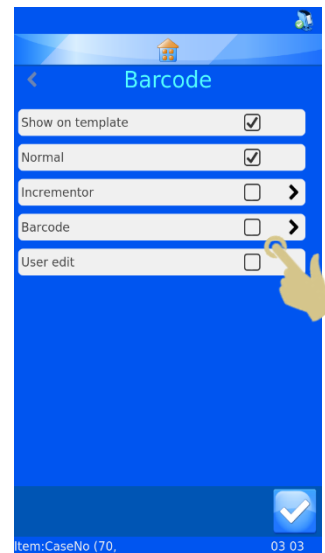 Barcode
Show on template
Normal
Incrementor
Barcode
User edit
Item:CaseNo (70, 03 03